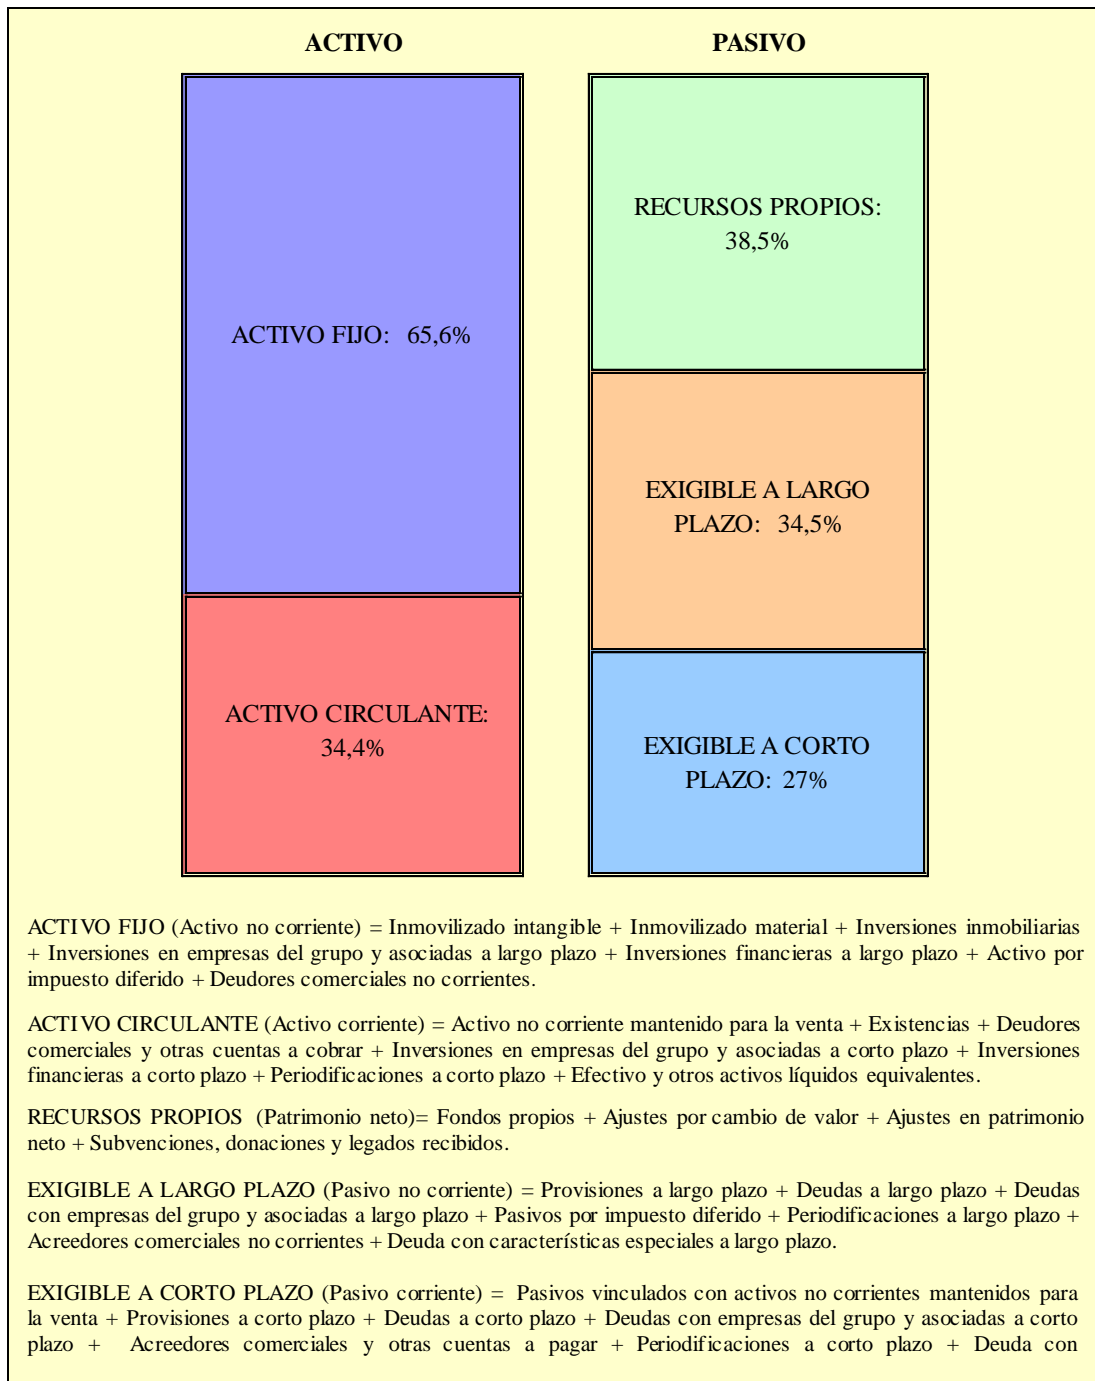 ACTIVO
PASIVO
ACTIVO FIJO: 65,6%
ACTIVO CIRCULANTE:
34,4%
RECURSOS PROPIOS:
38,5%
EXIGIBLE A LARGO
PLAZO: 34,5%
EXIGIBLE A CORTO
PLAZO: 27%
ACTIVO FIJO (Activo no corriente) = Inmovilizado intangible + Inmovilizado material + Inversiones inmobiliarias
+ Inversiones en empresas del grupo y asociadas a largo plazo + Inversiones financieras a largo plazo + Activo por
impuesto diferido + Deudores comerciales no corrientes.
ACTIVO CIRCULANTE (Activo corriente) = Activo no corriente mantenido para la venta + Existencias + Deudores
comerciales y otras cuentas a cobrar + Inversiones en empresas del grupo y asociadas a corto plazo + Inversiones
financieras a corto plazo + Periodificaciones a corto plazo + Efectivo y otros activos líquidos equivalentes.
RECURSOS PROPIOS (Patrimonio neto)= Fondos propios + Ajustes por cambio de valor + Ajustes en patrimonio
neto + Subvenciones, donaciones y legados recibidos.
EXIGIBLE A LARGO PLAZO (Pasivo no corriente) = Provisiones a largo plazo + Deudas a largo plazo + Deudas
con empresas del grupo y asociadas a largo plazo + Pasivos por impuesto diferido + Periodificaciones a largo plazo +
Acreedores comerciales no corrientes + Deuda con características especiales a largo plazo.
EXIGIBLE A CORTO PLAZO (Pasivo corriente) = Pasivos vinculados con activos no corrientes mantenidos para
la venta + Provisiones a corto plazo + Deudas a corto plazo + Deudas con empresas del grupo y asociadas a corto
plazo + Acreedores comerciales y otras cuentas a pagar + Periodificaciones a corto plazo + Deuda con